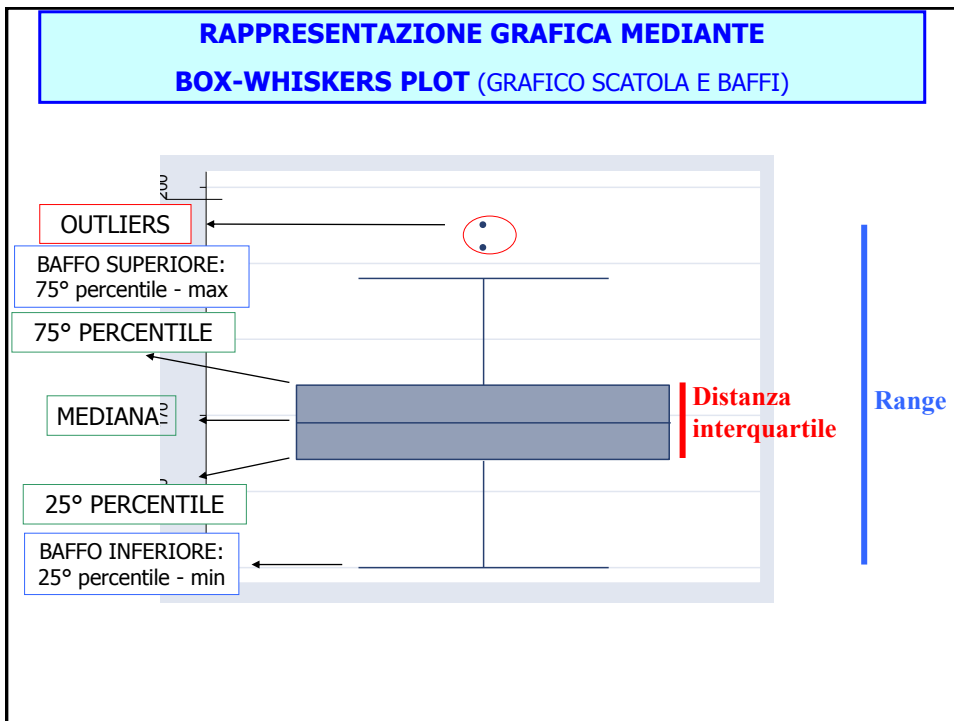 RAPPRESENTAZIONE GRAFICA MEDIANTE
BOX-WHISKERS PLOT (GRAFICO SCATOLA E BAFFI)
OUTLIERS
BAFFO SUPERIORE:
75° percentile - max
75° PERCENTILE
MEDIANA
25° PERCENTILE
BAFFO INFERIORE:
25° percentile - min
Distanza
interquartile
Range